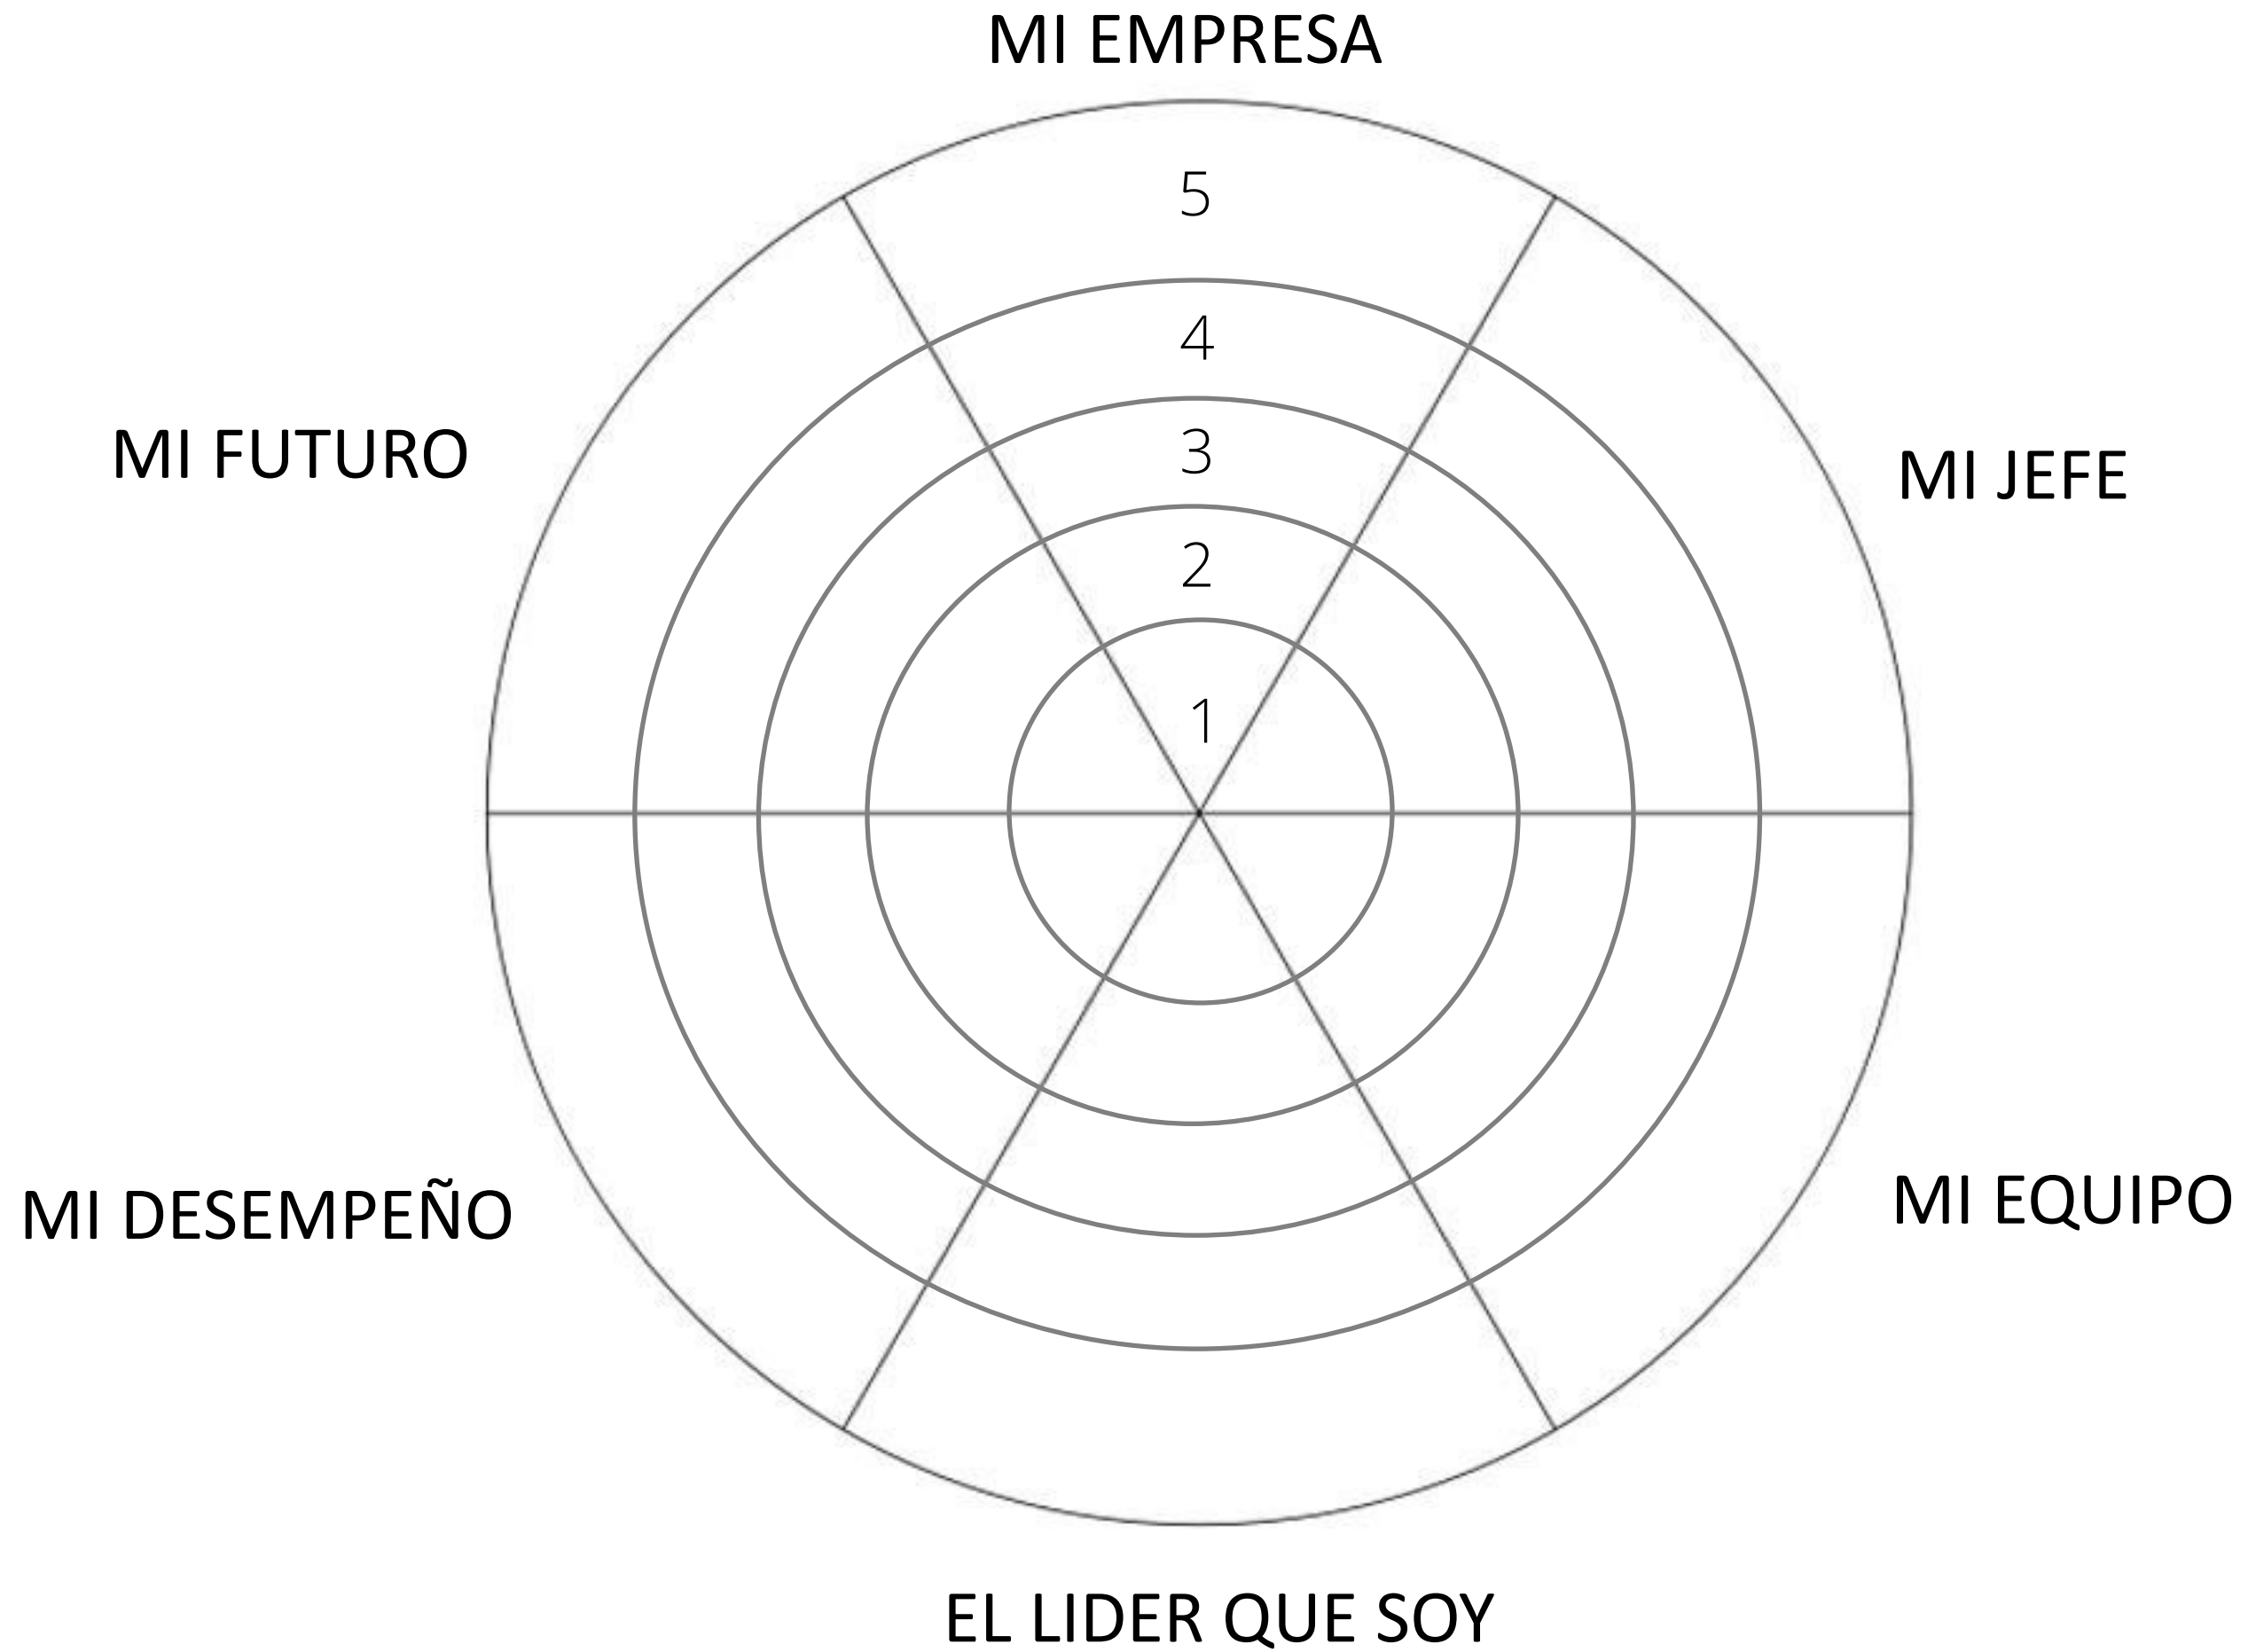 MI EMPRESA
5
4
3
2
1
MI FUTURO
MI JEFE
MI DESEMPEÑO
MI EQUIPO
EL LIDER QUE SOY